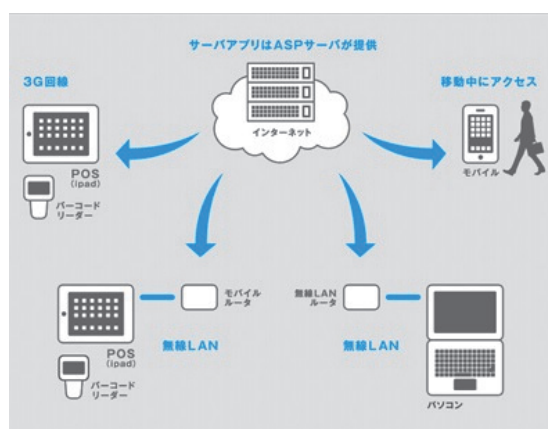 サーバアプリはASPサーバが提供
3G回線
移動中にアクセス
インターネット
POS
(ipad)
バーコード
リーダー
モバイル
モバイル
ルータ
無線LAN
ルータ
POS
(ipad)
無線LAN
無線LAN
バーコード
リーダー
パソコン